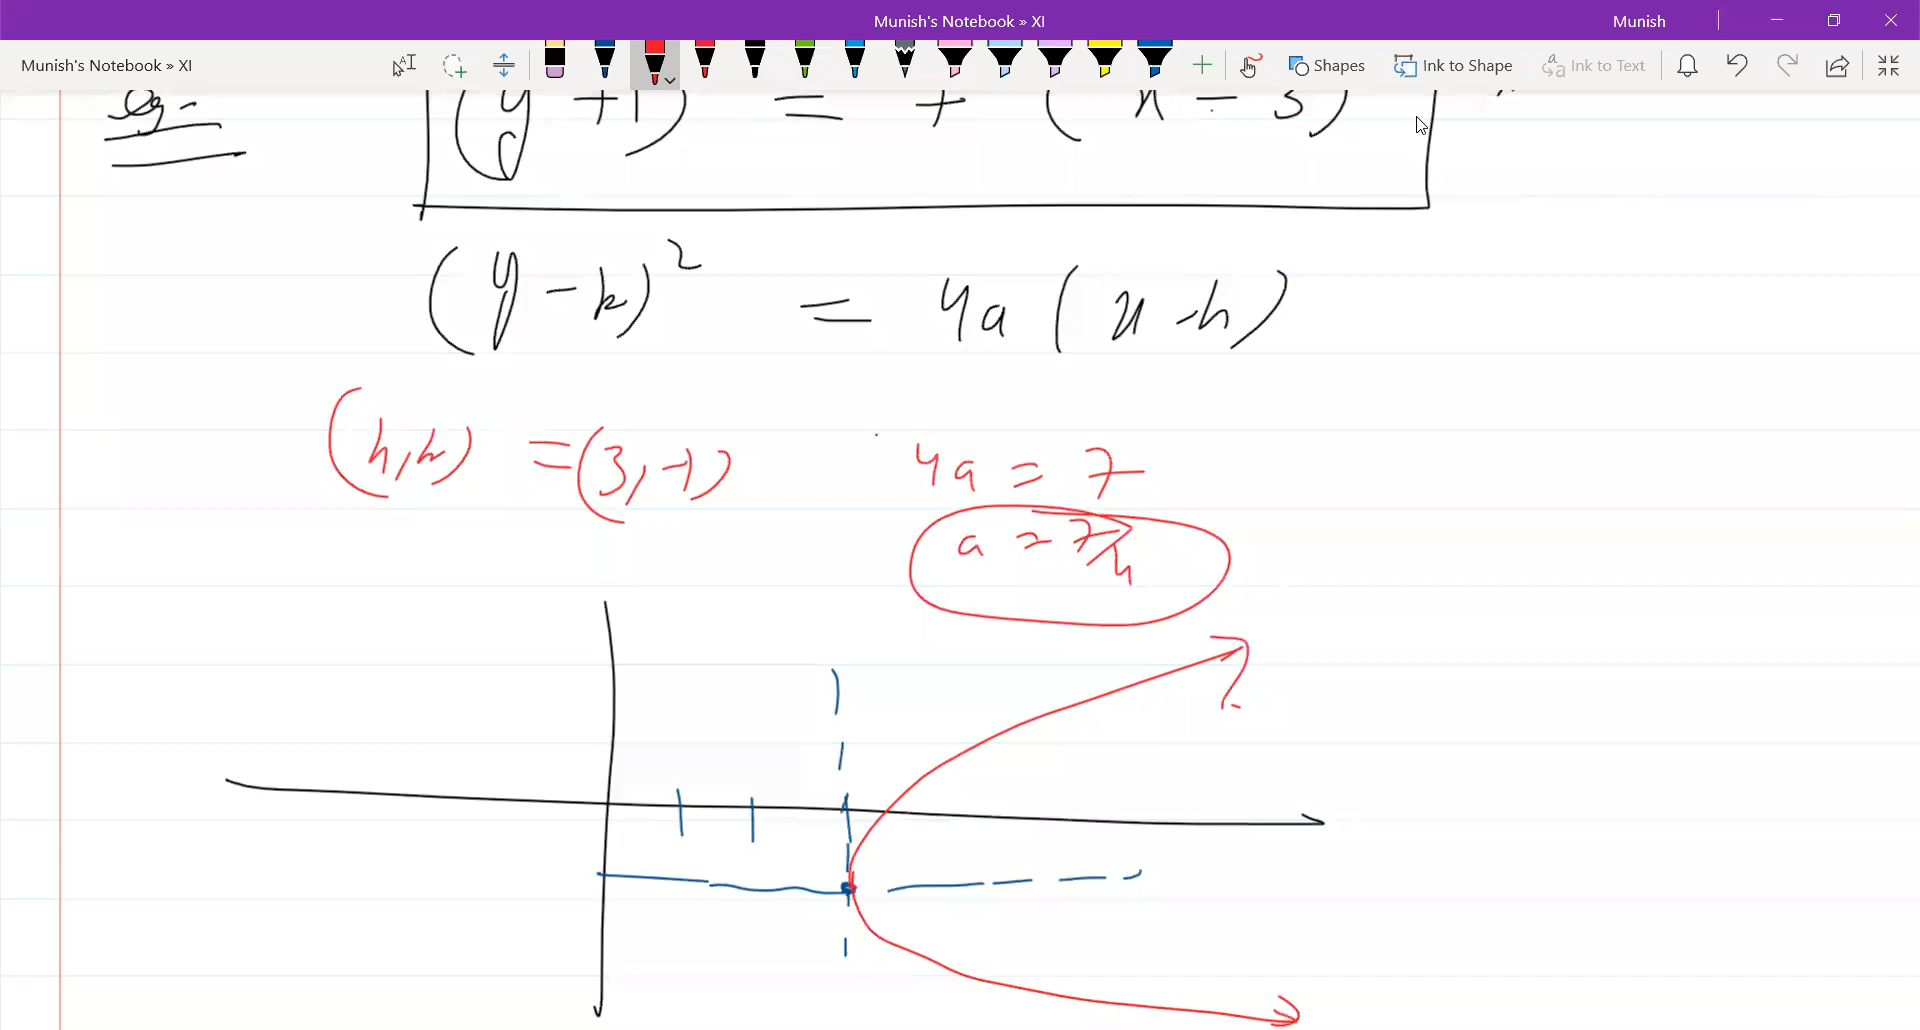 Munish's Notebook » XI
Munish
Munish's Notebook » XI
Shapes
Ink to Shape
Ink to Text
Eg-
(y + 1) = 7 (x - 3)
(y - k)² = 4a (x - h)
(h, k) = (3, -1)
4a = 7
a = 7/4